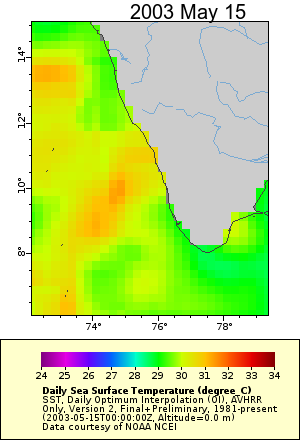 2003 May 15
14°
12°
10°
8°
74°
76°
78°
24 25 26 27 28 29 30 31 32 33 34
Daily Sea Surface Temperature (degree_C)
SST, Daily Optimum Interpolation (OI), AVHRR
Only, Version 2, Final+Preliminary, 1981-present
(2003-05-15T00:00:00Z, Altitude=0.0 m)
Data courtesy of NOAA NCEI